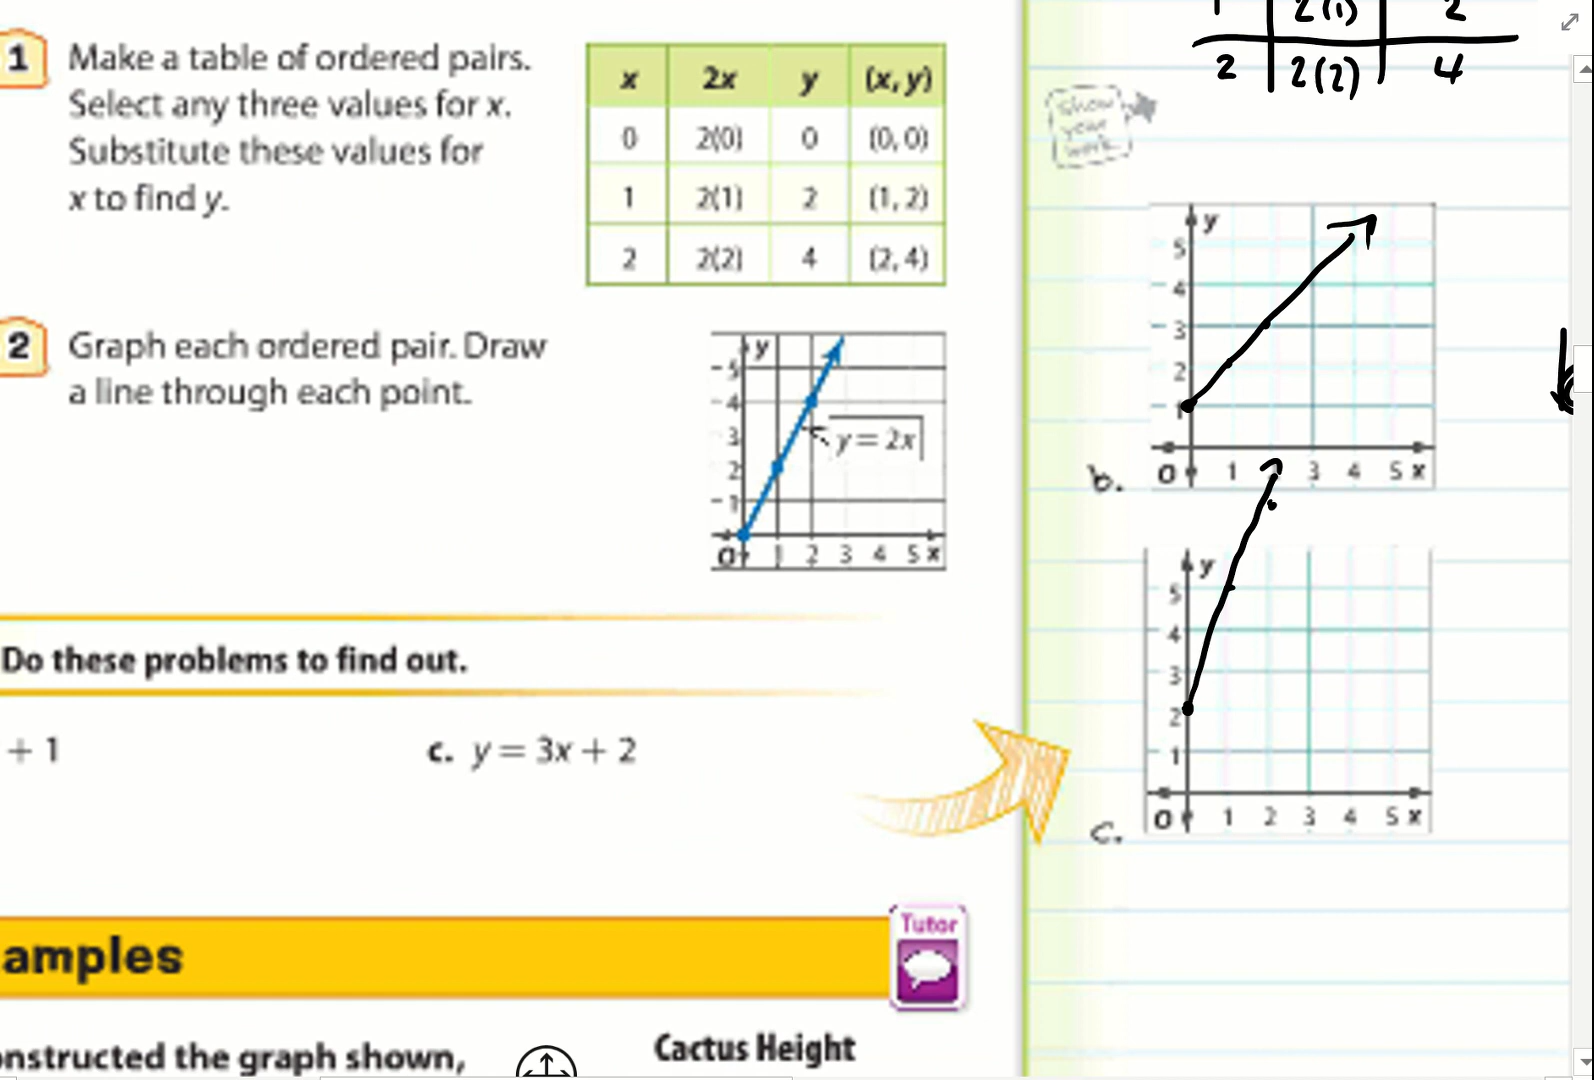 1 Make a table of ordered pairs.
Select any three values for x.
Substitute these values for
x to find y.
x 2x y (x, y)
0 2(0) 0 (0, 0)
1 2(1) 2 (1, 2)
2 2(2) 4 (2, 4)
2 Graph each ordered pair. Draw
a line through each point.
y
5
4
3
2
1
y = 2x
O 1 2 3 4 5 x
Do these problems to find out.
+ 1
c. y = 3x + 2
amples
Tutor
onstructed the graph shown,
Cactus Height
1 2(1) 2
2 2(2) 4
show
your
work.
y
5
4
3
2
1
b. O 1 3 4 5 x
y
5
4
3
2
1
c. O 1 2 3 4 5 x